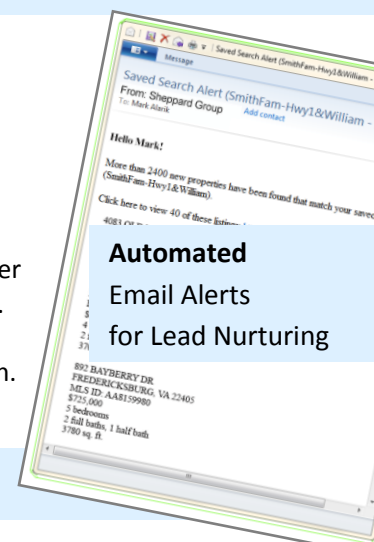 Saved Search Alert (SmithFam-Hwy1&William -
Message
Saved Search Alert (SmithFam-Hwy1&William -
From: Sheppard Group Add contact
To: Mark Alarik
Hello Mark!
More than 2400 new properties have been found that match your saved
(SmithFam-Hwy1&William).
Click here to view 40 of these
4083
er
.
n.
Automated
Email Alerts
for Lead Nurturing
892 BAYBERRY DR
FREDERICKSBURG, VA 22405
MLS ID: AA8159980
$725,000
5 bedrooms
2 full baths, 1 half bath
3780 sq. ft.